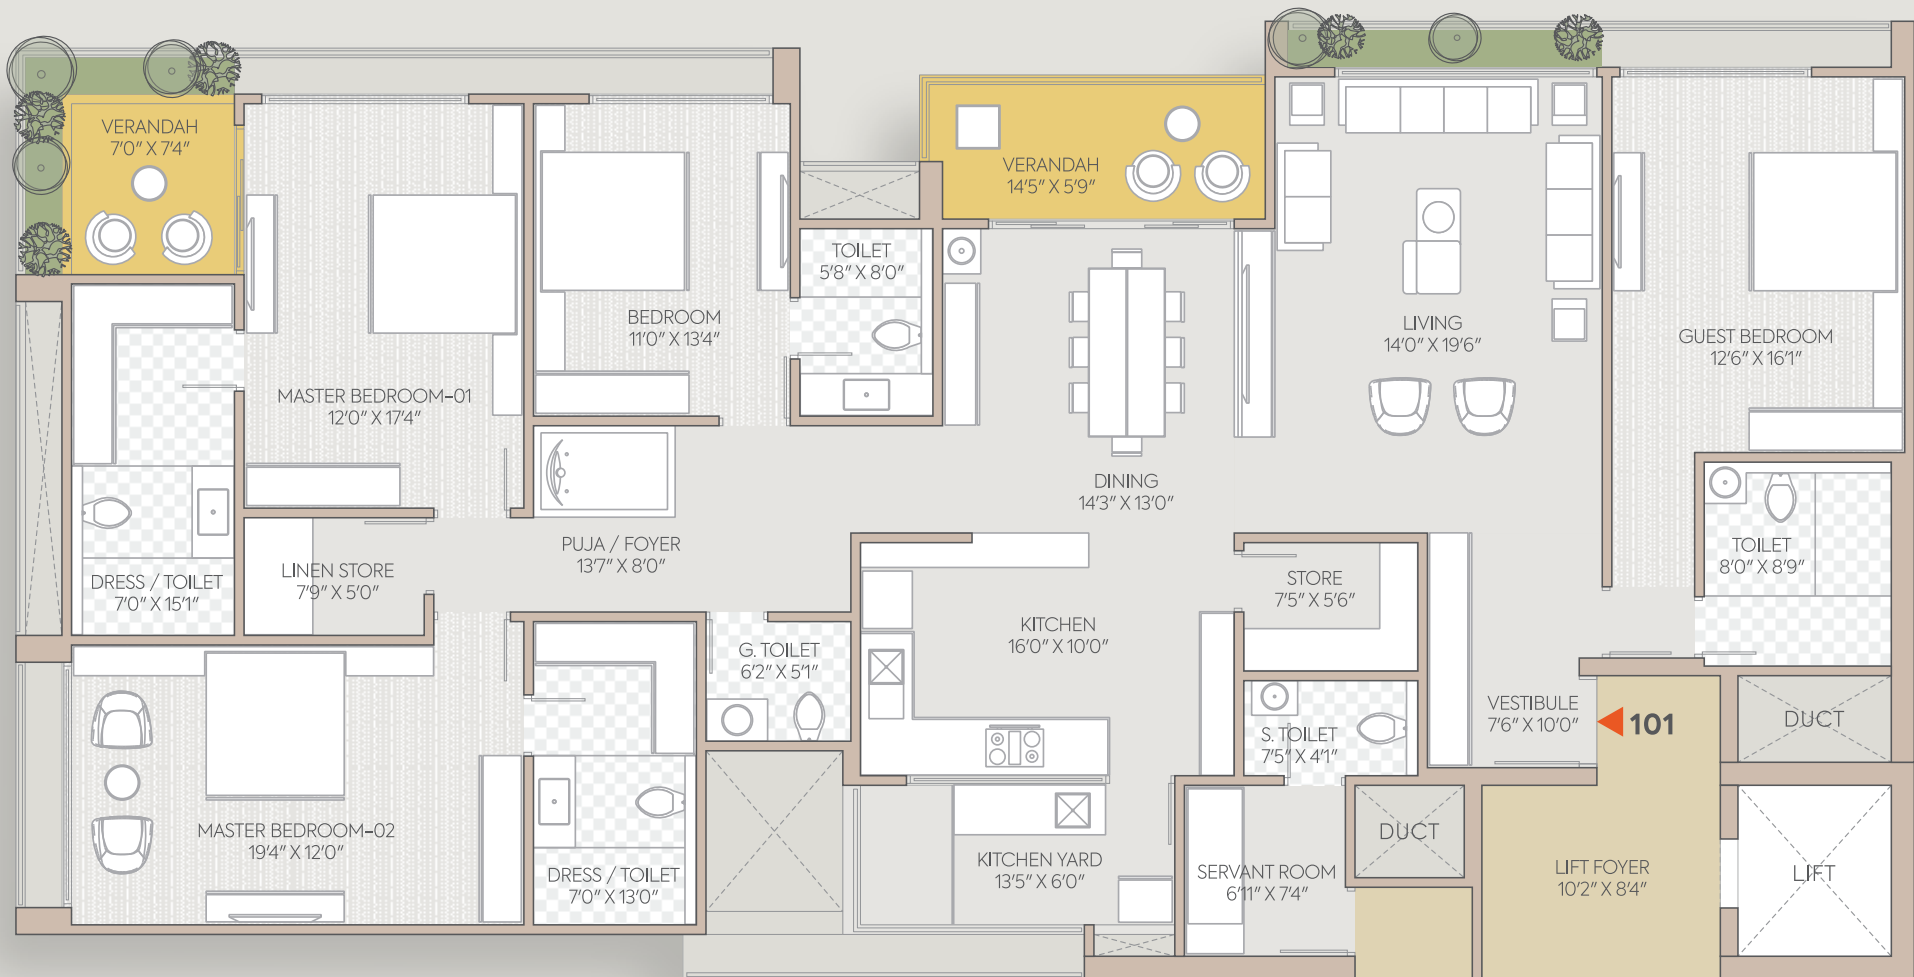 VERANDAH
7'0" X 7'4"
VERANDAH
14'5" X 5'9"
TOILET
5'8" X 8'0"
BEDROOM
11'0" X 13'4"
LIVING
14'0" X 19'6"
GUEST BEDROOM
12'6" X 16'1"
MASTER BEDROOM-01
12'0" X 17'4"
DINING
14'3" X 13'0"
PUJA / FOYER
13'7" X 8'0"
TOILET
8'0" X 8'9"
LINEN STORE
7'9" X 5'0"
DRESS / TOILET
7'0" X 15'1"
STORE
7'5" X 5'6"
KITCHEN
16'0" X 10'0"
G. TOILET
6'2" X 5'1"
VESTIBULE
7'6" X 10'0"
101
DUCT
S. TOILET
7'5" X 4'1"
MASTER BEDROOM-02
19'4" X 12'0"
DUCT
KITCHEN YARD
13'5" X 6'0"
DRESS / TOILET
7'0" X 13'0"
SERVANT ROOM
6'11" X 7'4"
LIFT FOYER
10'2" X 8'4"
LIFT